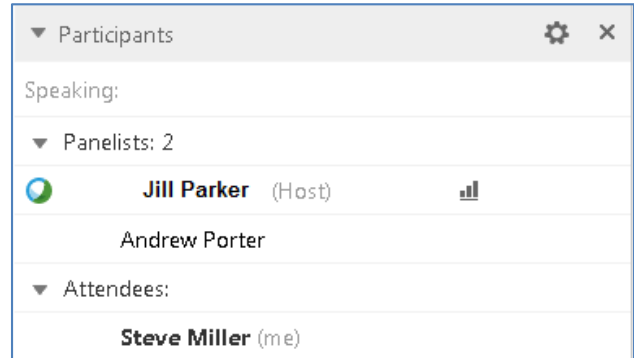 Participants
Speaking:
Panelists: 2
Jill Parker (Host)
Andrew Porter
Attendees:
Steve Miller (me)